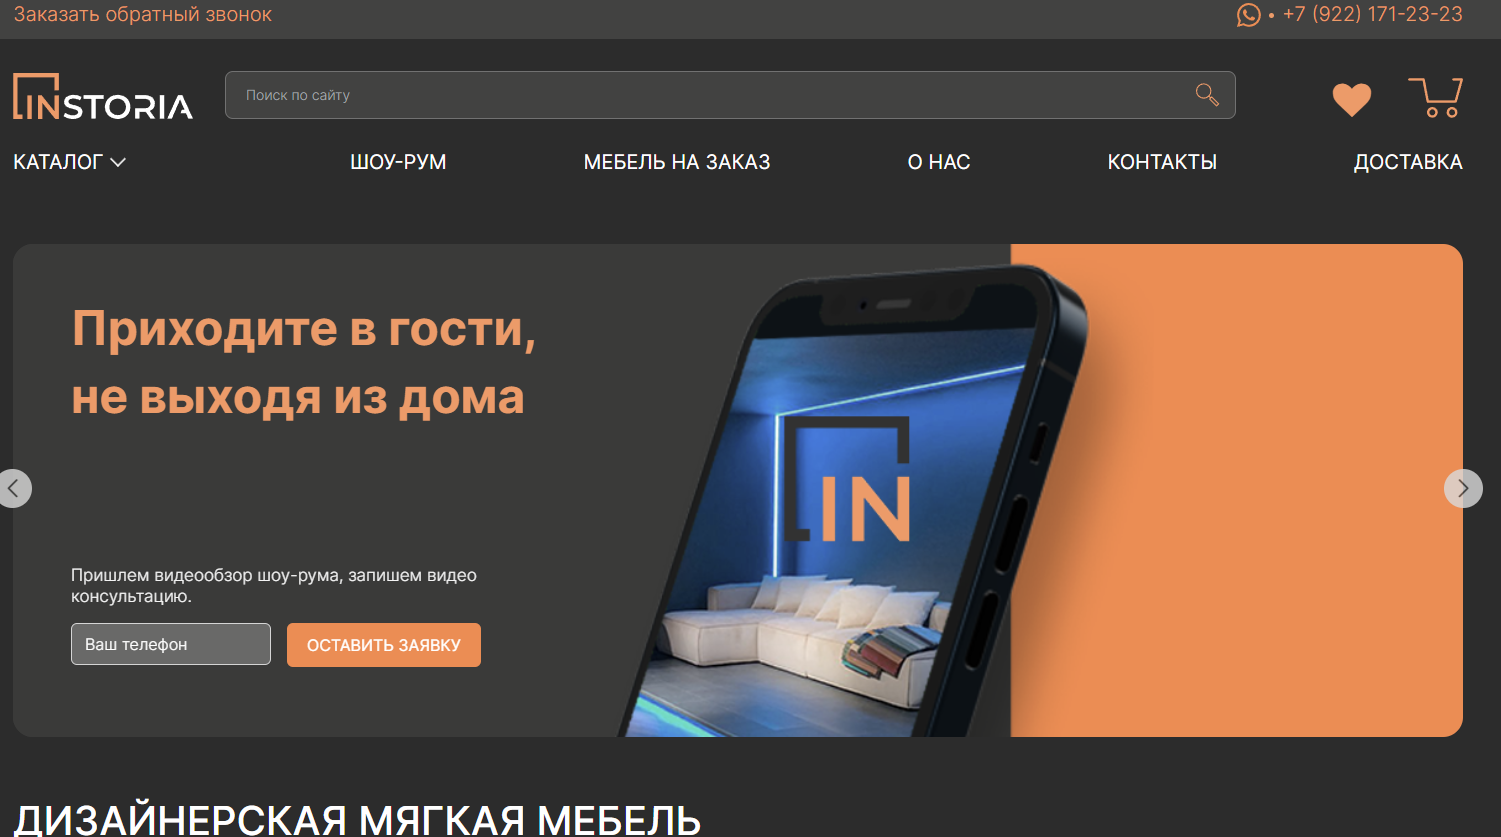 Заказать обратный звонок
• +7 (922) 171-23-23
INSTORIA
Поиск по сайту
КАТАЛОГ
ШОУ-РУМ
МЕБЕЛЬ НА ЗАКАЗ
О НАС
КОНТАКТЫ
ДОСТАВКА
Приходите в гости,
не выходя из дома
IN
Пришлем видеообзор шоу-рума, запишем видео
консультацию.
Ваш телефон
ОСТАВИТЬ ЗАЯВКУ
ДИЗАЙНЕРСКАЯ МЯГКАЯ МЕБЕЛЬ